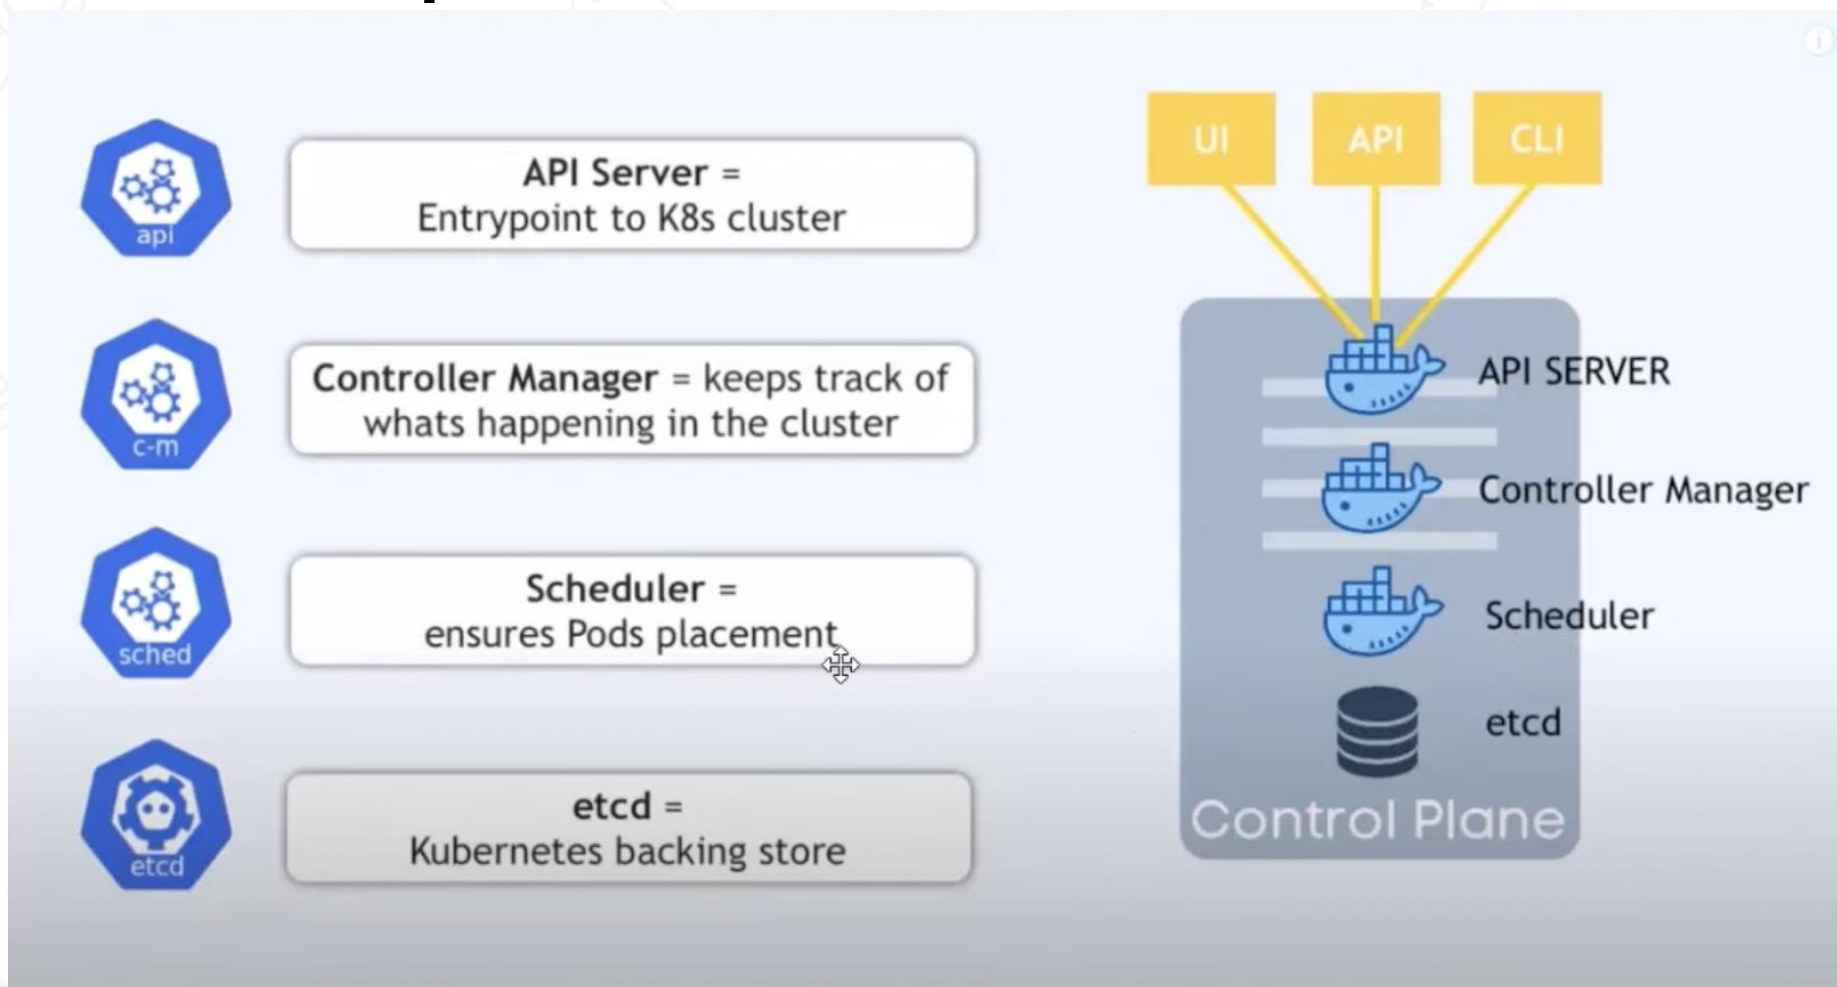 api
API Server =
Entrypoint to K8s cluster
c-m
Controller Manager = keeps track of
whats happening in the cluster
sched
Scheduler =
ensures Pods placement
etcd
etcd =
Kubernetes backing store
UI
API
CLI
API SERVER
Controller Manager
Scheduler
etcd
Control Plane